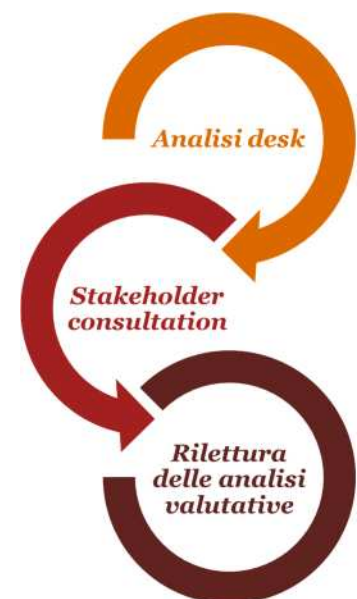 Analisi desk
Stakeholder
consultation
Rilettura
delle analisi
valutative